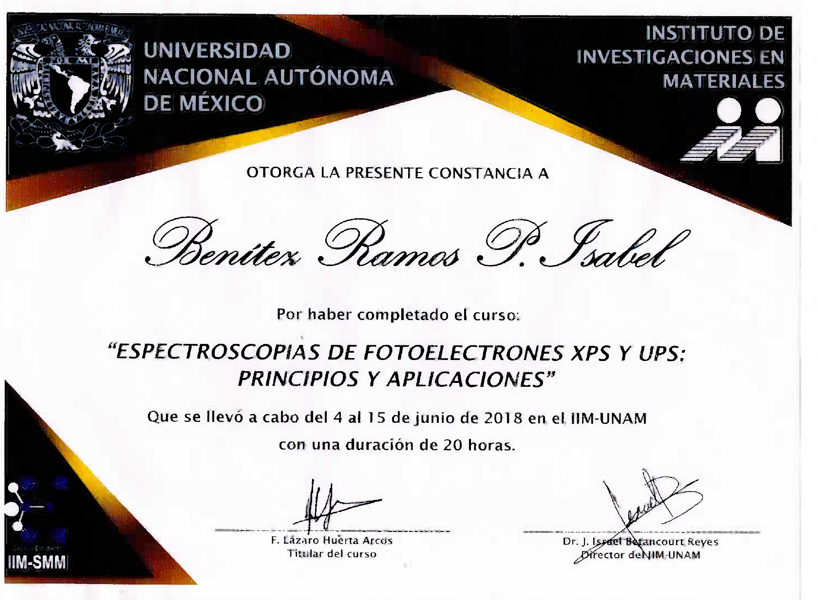 UNIVERSIDAD
NACIONAL AUTÓNOMA
DE MÉXICO
INSTITUTO DE
INVESTIGACIONES EN
MATERIALES
OTORGA LA PRESENTE CONSTANCIA A
Benítez Ramos P. Isabel
Por haber completado el curso:
“ESPECTROSCOPIAS DE FOTOELECTRONES XPS Y UPS:
PRINCIPIOS Y APLICACIONES”
Que se llevó a cabo del 4 al 15 de junio de 2018 en el IIM-UNAM
con una duración de 20 horas.
F. Lázaro Huerta Arcos
Titular del curso
Dr. J. Israel Betancourt Reyes
Director del IIM-UNAM
IIM-SMM